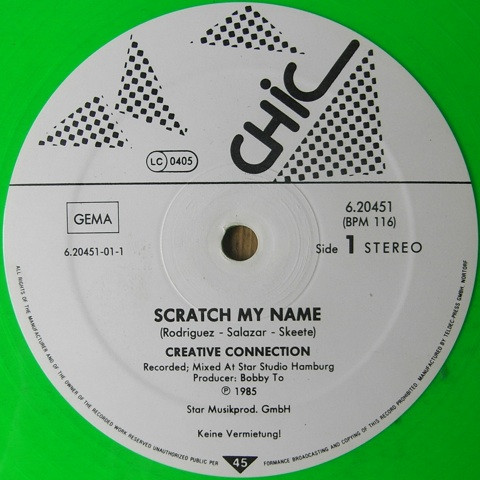 CHIC
LC 0405
GEMA
6.20451-01-1
6.20451
(BPM 116)
Side 1 STEREO
SCRATCH MY NAME
(Rodriguez - Salazar - Skeete)
CREATIVE CONNECTION
Recorded; Mixed At Star Studio Hamburg
Producer: Bobby To
Ⓟ 1985
Star Musikprod. GmbH
Keine Vermietung!
ALL RIGHTS OF THE MANUFACTURER AND OF THE OWNER OF THE RECORDED WORK RESERVED UNAUTHORIZED PUBLIC PER 45 FORMANCE BROADCASTING AND COPYING OF THIS RECORD PROHIBITED. MANUFACTURED BY TELDEC-PRESS GMBH. NORTORF